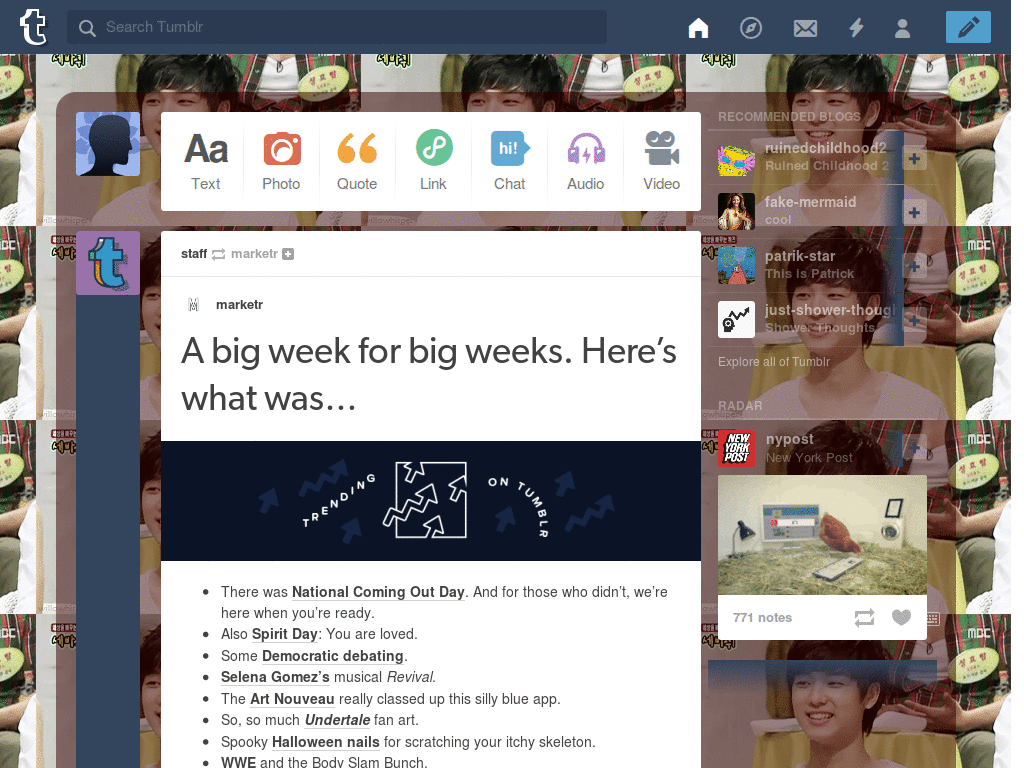 Search Tumblr
Aa
hi!
Text Photo Quote Link Chat Audio Video
staff marketr
marketr
A big week for big weeks. Here’s
what was…
TRENDING ON TUMBLR
There was National Coming Out Day. And for those who didn’t, we’re
here when you’re ready.
Also Spirit Day: You are loved.
Some Democratic debating.
Selena Gomez’s musical Revival.
The Art Nouveau really classed up this silly blue app.
So, so much Undertale fan art.
Spooky Halloween nails for scratching your itchy skeleton.
WWE and the Body Slam Bunch.
RECOMMENDED BLOGS
ruinedchildhood2
Ruined Childhood 2
fake-mermaid
cool
patrik-star
This is Patrick
just-shower-thoug
Shower Thoughts
Explore all of Tumblr
RADAR
NEW
YORK
POST
nypost
New York Post
771 notes
세바퀴
MBC
willowhupe